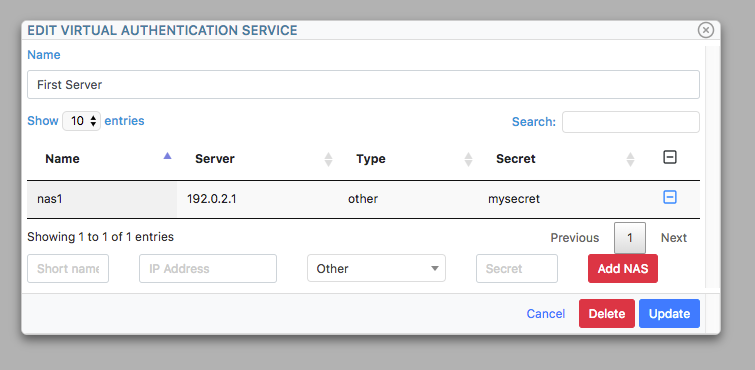 EDIT VIRTUAL AUTHENTICATION SERVICE
Name
First Server
Show 10 entries Search:
Name Server Type Secret
nas1 192.0.2.1 other mysecret
Showing 1 to 1 of 1 entries Previous 1 Next
Short name IP Address Other Secret Add NAS
Cancel Delete Update